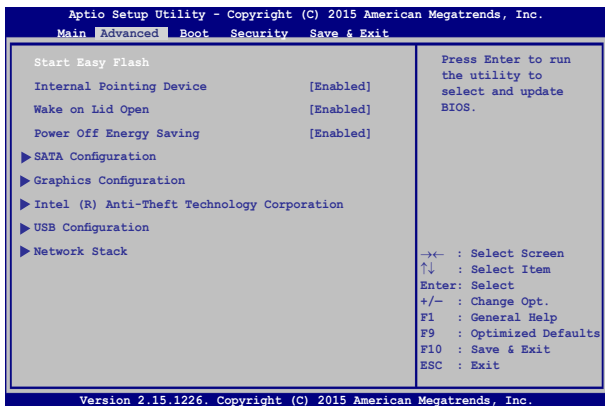 Aptio Setup Utility - Copyright (C) 2015 American Megatrends, Inc.
Main Advanced Boot Security Save & Exit
Start Easy Flash
Internal Pointing Device [Enabled]
Wake on Lid Open [Enabled]
Power Off Energy Saving [Enabled]
SATA Configuration
Graphics Configuration
Intel (R) Anti-Theft Technology Corporation
USB Configuration
Network Stack
Press Enter to run
the utility to
select and update
BIOS.
→← : Select Screen
↑↓ : Select Item
Enter: Select
+/— : Change Opt.
F1 : General Help
F9 : Optimized Defaults
F10 : Save & Exit
ESC : Exit
Version 2.15.1226. Copyright (C) 2015 American Megatrends, Inc.